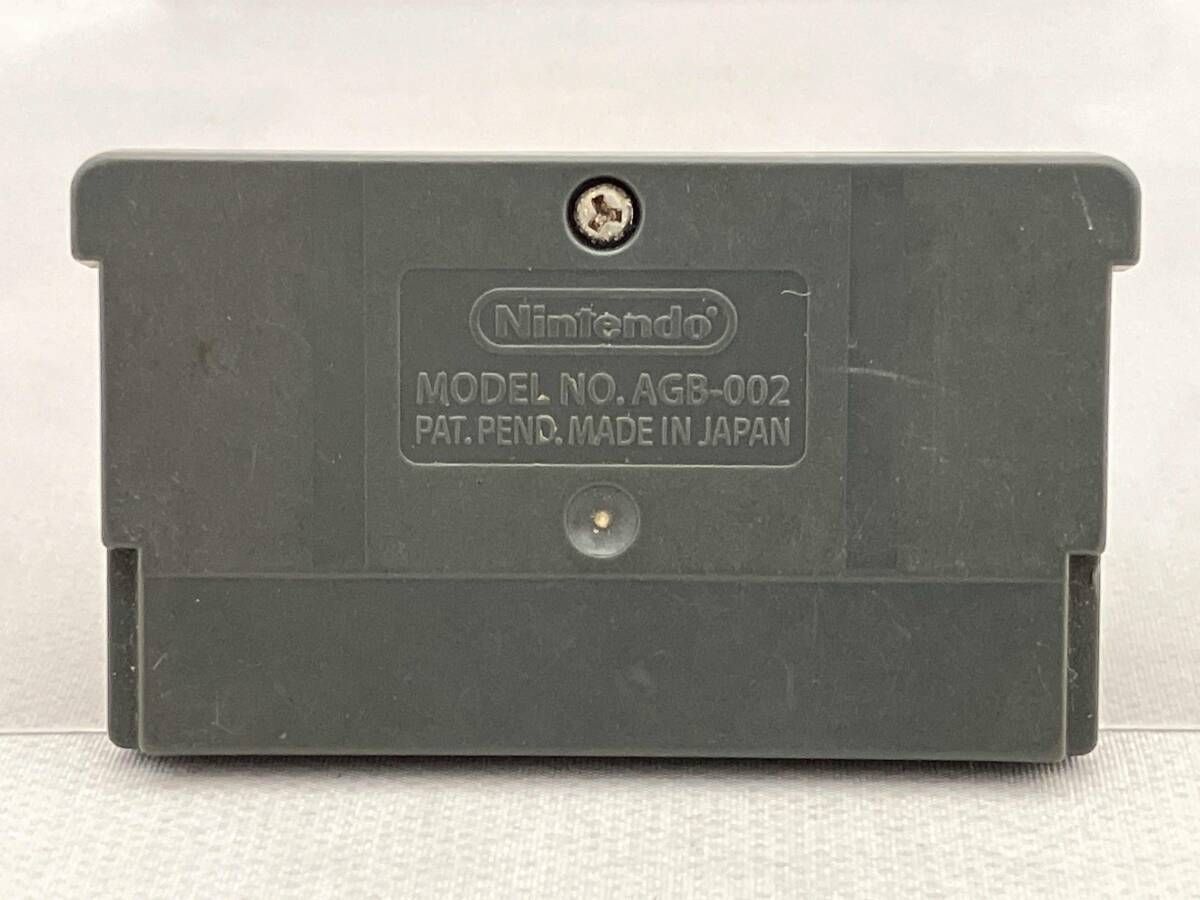 Nintendo®
MODEL NO. AGB-002
PAT. PEND. MADE IN JAPAN